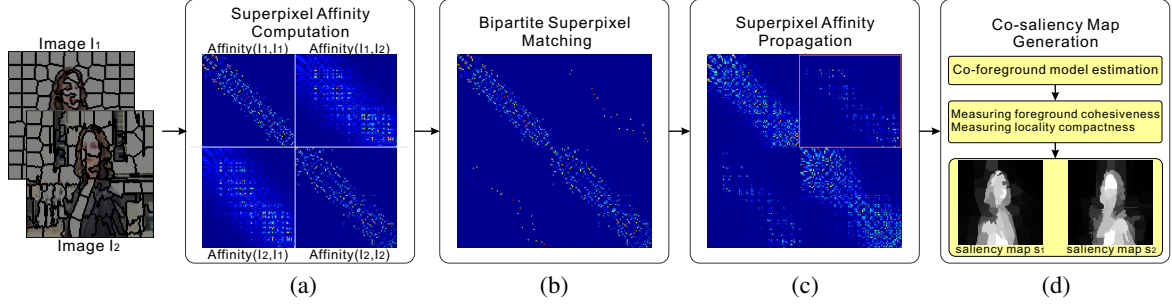 Image I1
Image I2
Superpixel Affinity
Computation
Affinity(I1,I1) Affinity(I1,I2)
Affinity(I2,I1) Affinity(I2,I2)
(a)
Bipartite Superpixel
Matching
(b)
Superpixel Affinity
Propagation
(c)
Co-saliency Map
Generation
Co-foreground model estimation
Measuring foreground cohesiveness
Measuring locality compactness
saliency map s1 saliency map s2
(d)